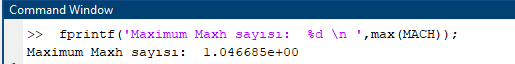 Command Window
>> fprintf('Maximum Maxh sayısı:  %d \n ',max(MACH));
Maximum Maxh sayısı:  1.046685e+00